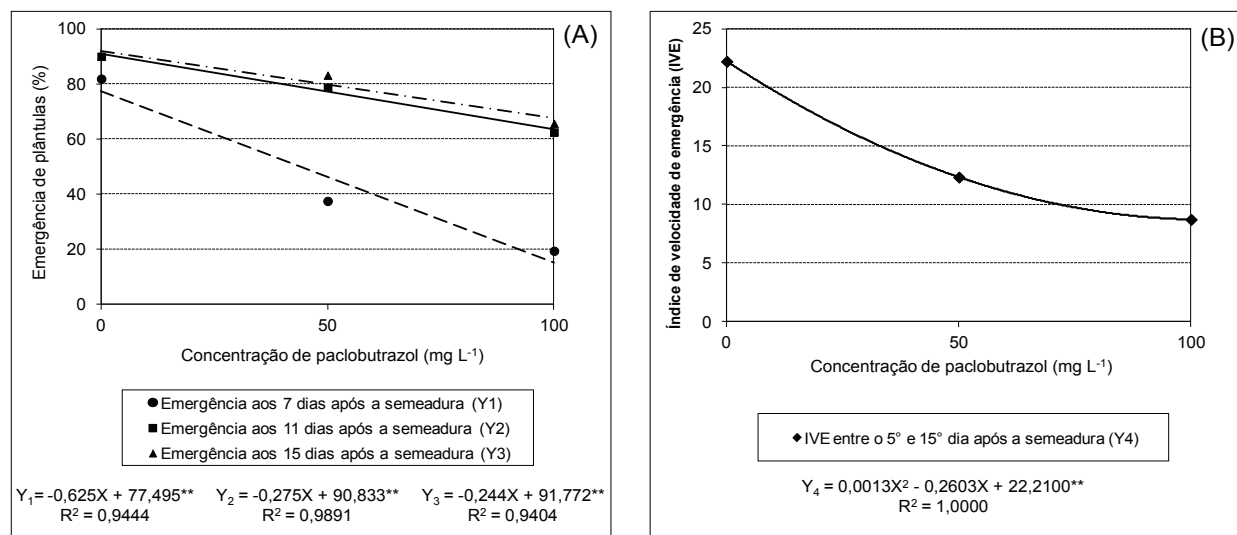 (A)
Emergência de plântulas (%)
100
80
60
40
20
0
0 50 100
Concentração de paclobutrazol (mg L⁻¹)
Emergência aos 7 dias após a semeadura (Y1)
Emergência aos 11 dias após a semeadura (Y2)
Emergência aos 15 dias após a semeadura (Y3)
Y₁= -0,625X + 77,495** Y₂ = -0,275X + 90,833** Y₃ = -0,244X + 91,772**
R² = 0,9444 R² = 0,9891 R² = 0,9404
(B)
Índice de velocidade de emergência (IVE)
25
20
15
10
5
0
0 50 100
Concentração de paclobutrazol (mg L⁻¹)
IVE entre o 5° e 15° dia após a semeadura (Y4)
Y₄ = 0,0013X² - 0,2603X + 22,2100**
R² = 1,0000